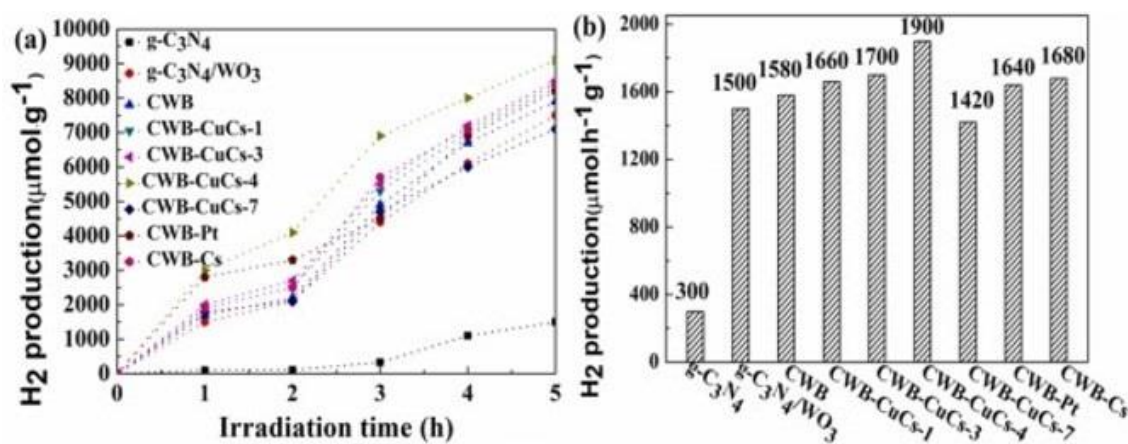 (a)
H2 production(μmol.g-1)
10000
9000
8000
7000
6000
5000
4000
3000
2000
1000
0
g-C3N4
g-C3N4/WO3
CWB
CWB-CuCs-1
CWB-CuCs-3
CWB-CuCs-4
CWB-CuCs-7
CWB-Pt
CWB-Cs
0 1 2 3 4 5
Irradiation time (h)
(b)
H2 production(μmolh-1 g-1)
2000
1600
1200
800
400
0
300
1500
1580
1660
1700
1900
1420
1640
1680
g-C3N4
g-C3N4/WO3
CWB
CWB-CuCs-1
CWB-CuCs-3
CWB-CuCs-4
CWB-CuCs-7
CWB-Pt
CWB-Cs